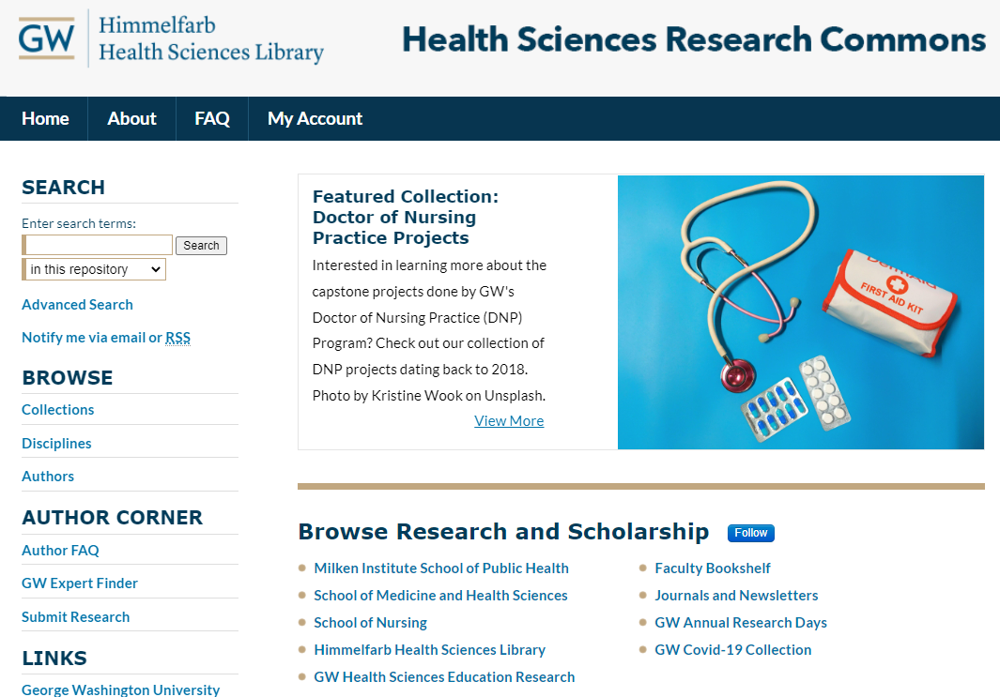 GW
Himmelfarb
Health Sciences Library
Health Sciences Research Commons
Home
About
FAQ
My Account
SEARCH
Enter search terms:
Search
in this repository
Advanced Search
Notify me via email or RSS
BROWSE
Collections
Disciplines
Authors
AUTHOR CORNER
Author FAQ
GW Expert Finder
Submit Research
LINKS
George Washington University
Featured Collection:
Doctor of Nursing
Practice Projects
Interested in learning more about the
capstone projects done by GW's
Doctor of Nursing Practice (DNP)
Program? Check out our collection of
DNP projects dating back to 2018.
Photo by Kristine Wook on Unsplash.
View More
FIRST AID KIT
Browse Research and Scholarship
Follow
Milken Institute School of Public Health
School of Medicine and Health Sciences
School of Nursing
Himmelfarb Health Sciences Library
GW Health Sciences Education Research
Faculty Bookshelf
Journals and Newsletters
GW Annual Research Days
GW Covid-19 Collection